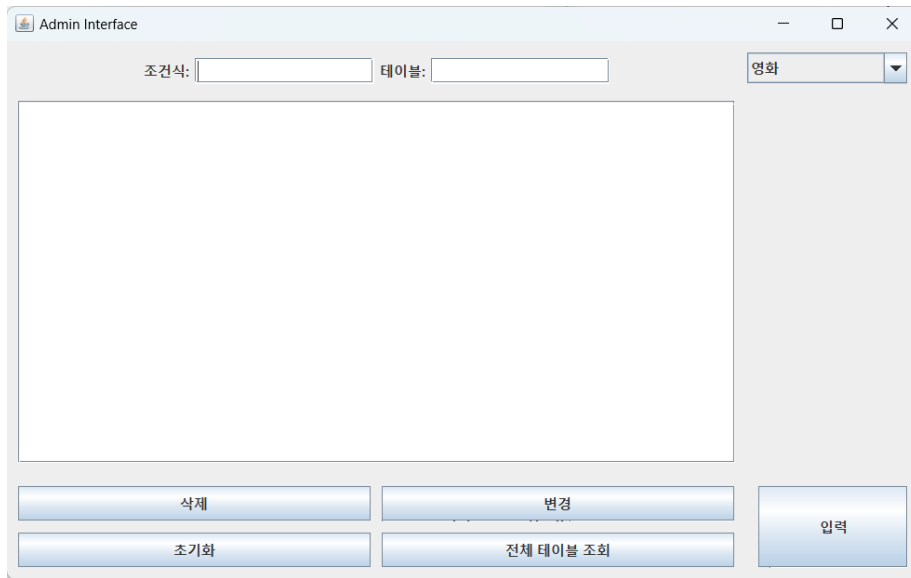 Admin Interface
조건식: 테이블: 영화
삭제 변경
입력
초기화 전체 테이블 조회